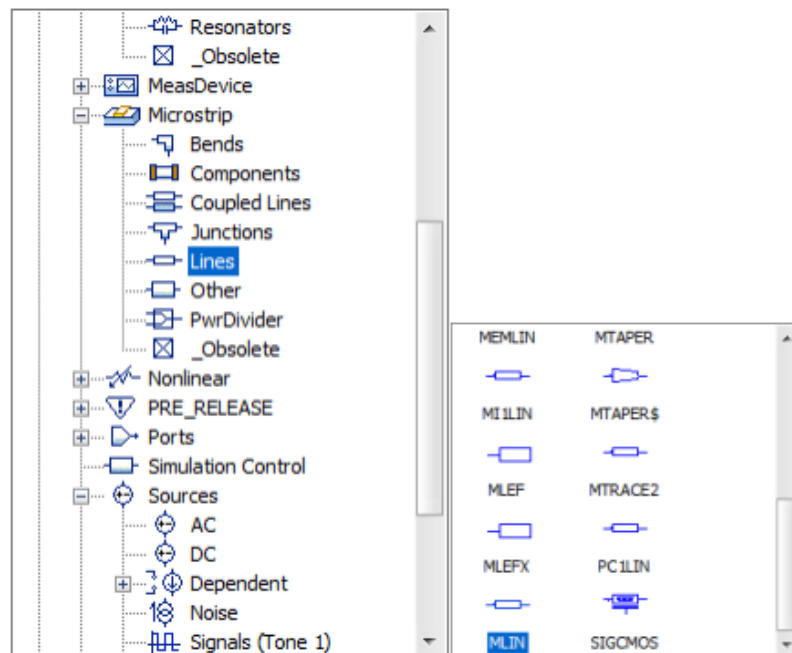 Resonators
_Obsolete
MeasDevice
Microstrip
Bends
Components
Coupled Lines
Junctions
Lines
Other
PwrDivider
_Obsolete
Nonlinear
PRE_RELEASE
Ports
Simulation Control
Sources
AC
DC
Dependent
Noise
Signals (Tone 1)
MEMLIN MTAPER
MI1LIN MTAPER$
MLEF MTRACE2
MLEFX PC1LIN
MLIN SIGCMOS